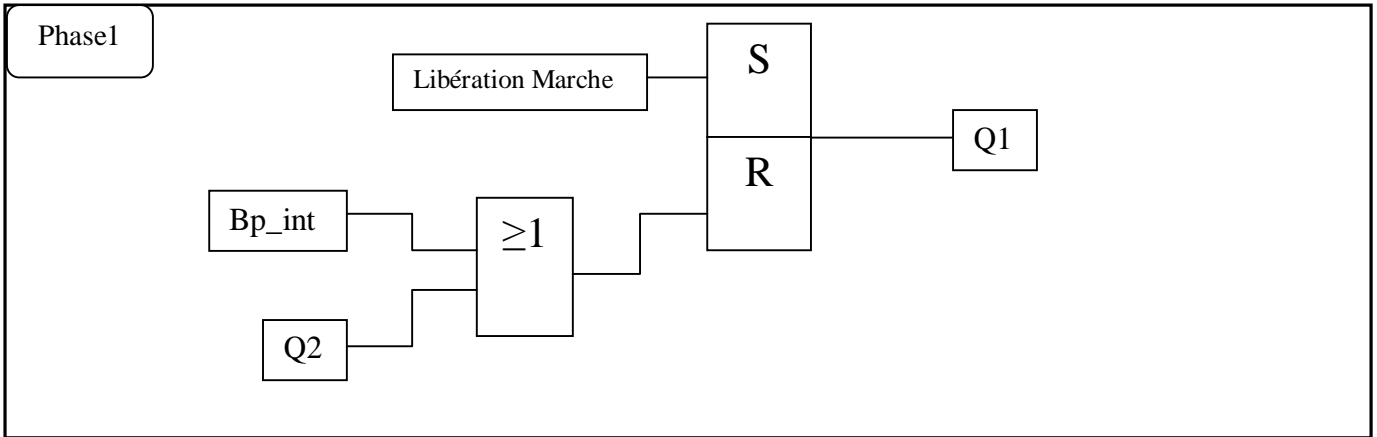 Phase1
Libération Marche
S
R
Q1
Bp_int
≥1
Q2